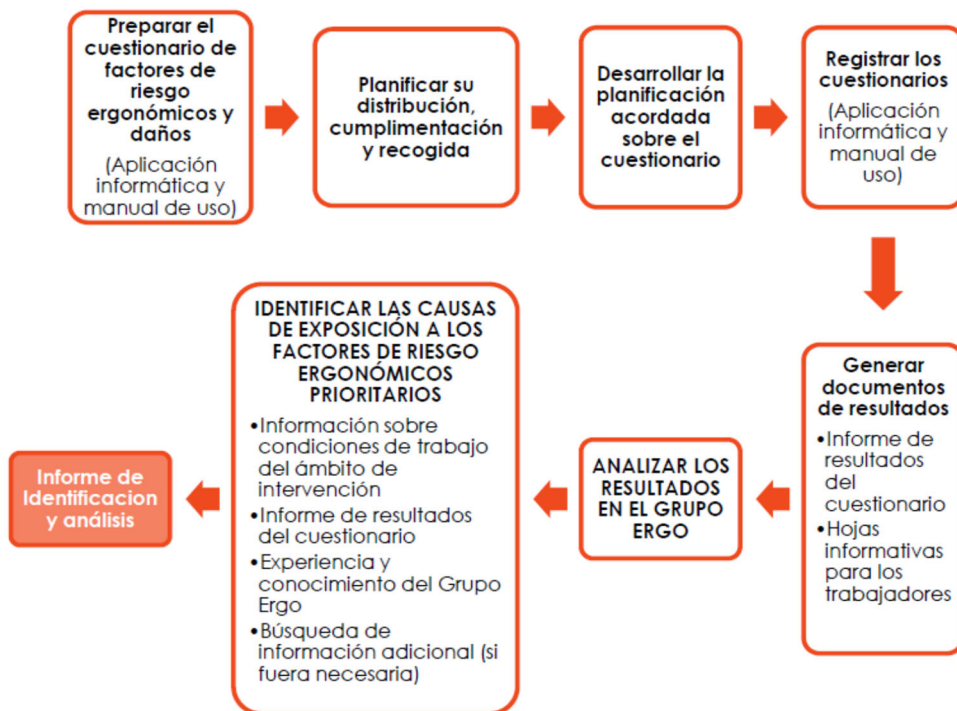 Preparar el
cuestionario de
factores de
riesgo
ergonómicos y
daños
(Aplicación
informática y
manual de uso)
Planificar su
distribución,
cumplimentación
y recogida
Desarrollar la
planificación
acordada
sobre el
cuestionario
Registrar los
cuestionarios
(Aplicación
informática y
manual de
uso)
Generar
documentos
de resultados
•Informe de
resultados
del
cuestionario
•Hojas
informativas
para los
trabajadores
ANALIZAR LOS
RESULTADOS
EN EL GRUPO
ERGO
IDENTIFICAR LAS CAUSAS
DE EXPOSICIÓN A LOS
FACTORES DE RIESGO
ERGONÓMICOS
PRIORITARIOS
•Información sobre
condiciones de trabajo
del ámbito de
intervención
•Informe de resultados
del cuestionario
•Experiencia y
conocimiento del Grupo
Ergo
•Búsqueda de
información adicional (si
fuera necesaria)
Informe de
Identificacion
y análisis